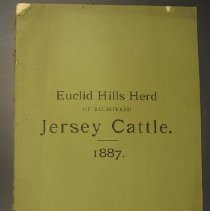 Euclid Hills Herd
OF REGISTERED
Jersey Cattle.
1887.